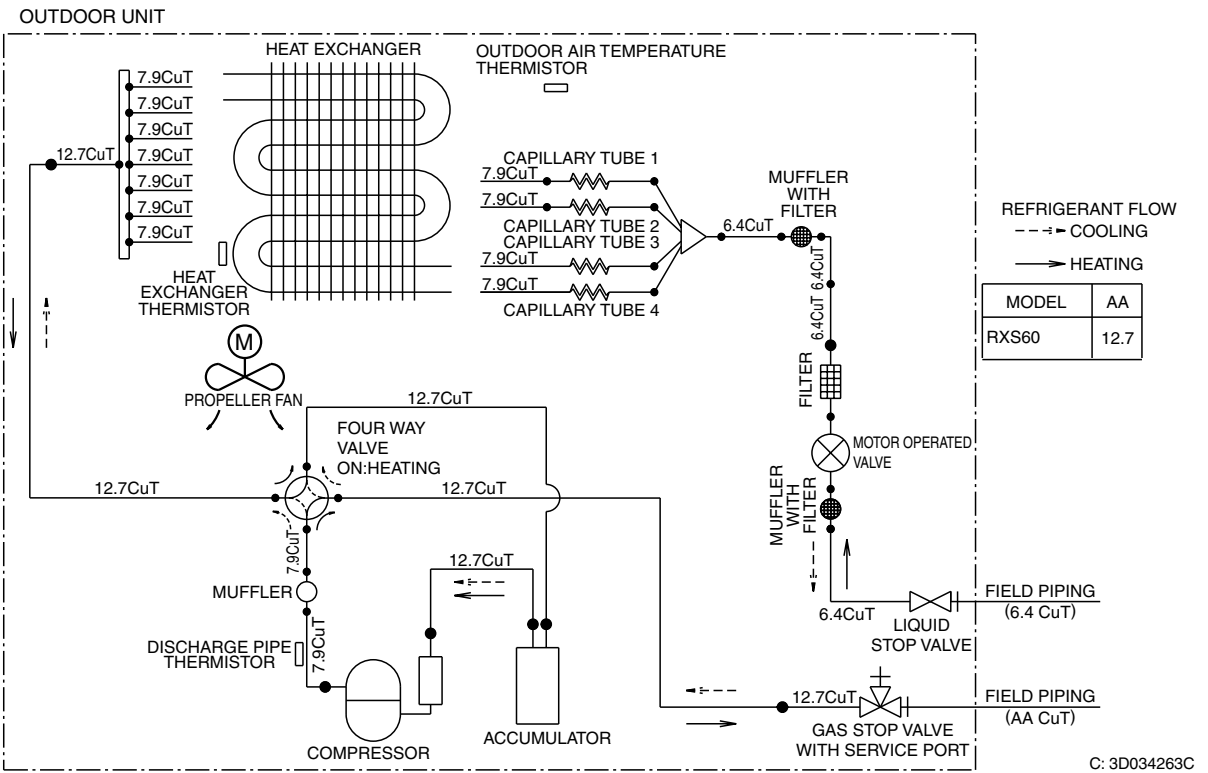 OUTDOOR UNIT
HEAT EXCHANGER
OUTDOOR AIR TEMPERATURE
THERMISTOR
7.9CuT
7.9CuT
7.9CuT
7.9CuT
7.9CuT
7.9CuT
7.9CuT
12.7CuT
HEAT
EXCHANGER
THERMISTOR
CAPILLARY TUBE 1
7.9CuT
7.9CuT
CAPILLARY TUBE 2
CAPILLARY TUBE 3
7.9CuT
7.9CuT
CAPILLARY TUBE 4
6.4CuT
MUFFLER
WITH
FILTER
6.4CuT
6.4CuT
FILTER
MOTOR OPERATED
VALVE
MUFFLER
WITH
FILTER
6.4CuT
LIQUID
STOP VALVE
FIELD PIPING
(6.4 CuT)
REFRIGERANT FLOW
COOLING
HEATING
MODEL AA
RXS60 12.7
M
PROPELLER FAN
12.7CuT
FOUR WAY
VALVE
ON:HEATING
12.7CuT
12.7CuT
7.9CuT
MUFFLER
12.7CuT
DISCHARGE PIPE
THERMISTOR
7.9CuT
COMPRESSOR
ACCUMULATOR
12.7CuT
GAS STOP VALVE
WITH SERVICE PORT
FIELD PIPING
(AA CuT)
C: 3D034263C